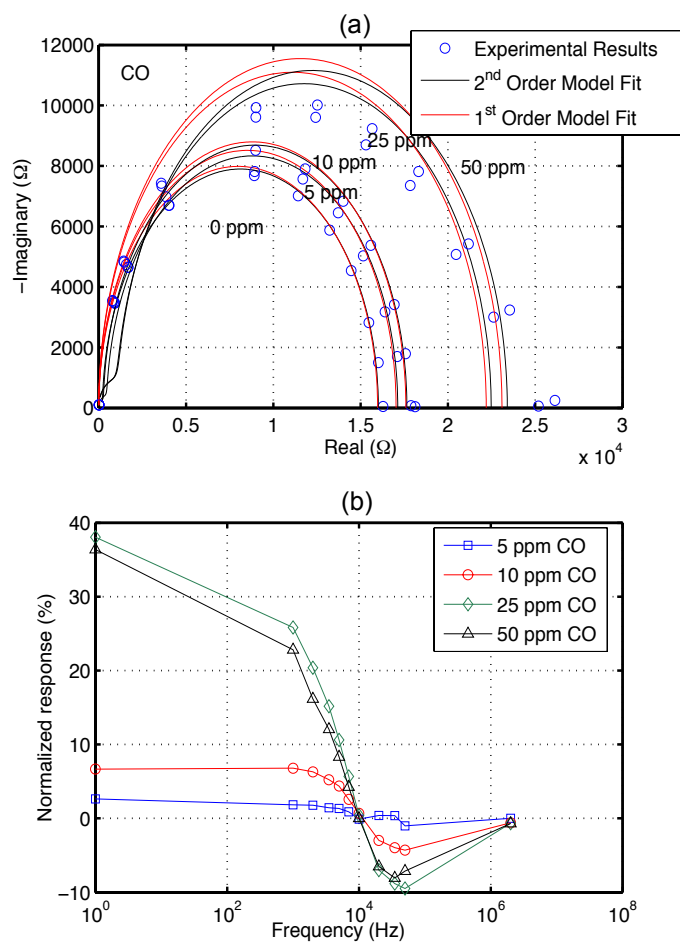 (a)
12000
10000
8000
6000
4000
2000
0
−Imaginary (Ω)
CO
Experimental Results
2nd Order Model Fit
1st Order Model Fit
25 ppm
50 ppm
10 ppm
5 ppm
0 ppm
0 0.5 1 1.5 2 2.5 3
Real (Ω)
x 10^4
(b)
40
30
20
10
0
−10
Normalized response (%)
5 ppm CO
10 ppm CO
25 ppm CO
50 ppm CO
10^0 10^2 10^4 10^6 10^8
Frequency (Hz)